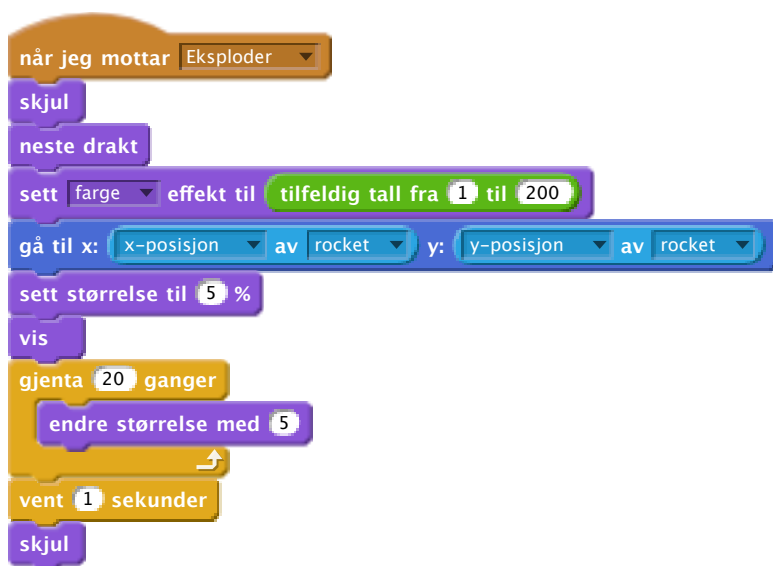 når jeg mottar Eksploder
skjul
neste drakt
sett farge effekt til tilfeldig tall fra 1 til 200
gå til x: x-posisjon av rocket y: y-posisjon av rocket
sett størrelse til 5 %
vis
gjenta 20 ganger
endre størrelse med 5
vent 1 sekunder
skjul